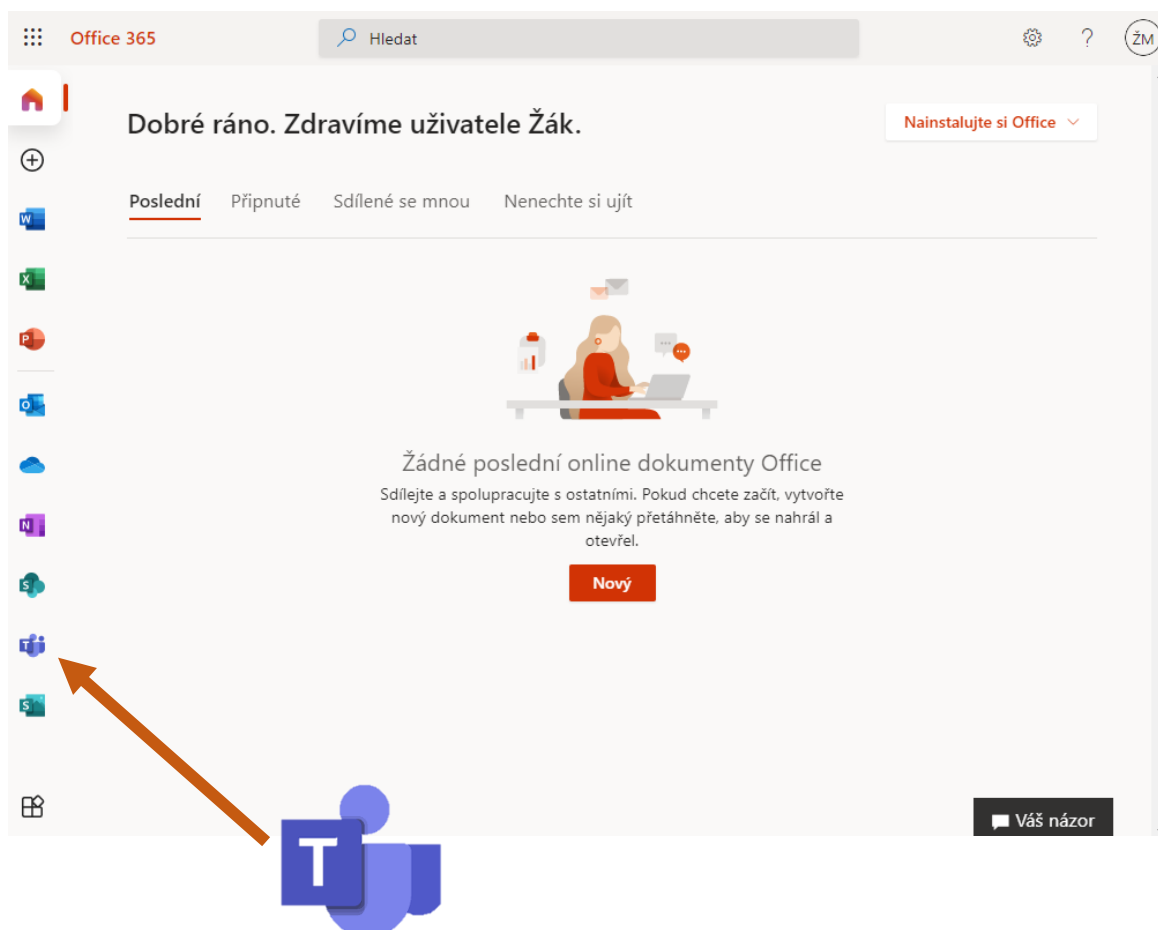 Office 365
Hledat
ŽM
Dobré ráno. Zdravíme uživatele Žák.
Nainstalujte si Office
Poslední Připnuté Sdílené se mnou Nenechte si ujít
Žádné poslední online dokumenty Office
Sdílejte a spolupracujte s ostatními. Pokud chcete začít, vytvořte
nový dokument nebo sem nějaký přetáhněte, aby se nahrál a
otevřel.
Nový
Váš názor
W
X
P
O
N
S
T
S
T